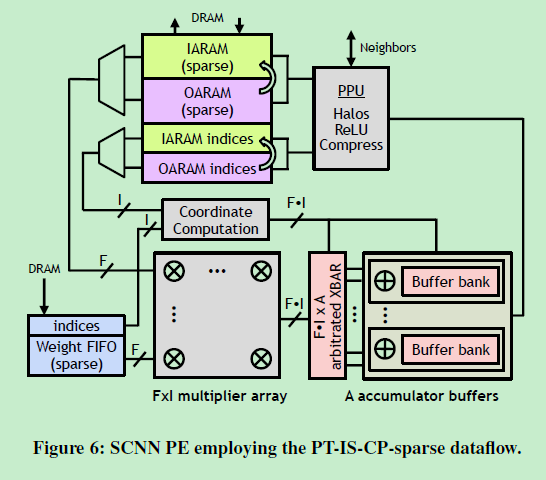 DRAM
IARAM
(sparse)
OARAM
(sparse)
IARAM indices
OARAM indices
Neighbors
PPU
Halos
ReLU
Compress
I
I
Coordinate
Computation
F•I
DRAM
F
indices
Weight FIFO
(sparse)
F
...
...
F•I
F•I x A
arbitrated XBAR
...
Buffer bank
...
Buffer bank
FxI multiplier array
A accumulator buffers
Figure 6: SCNN PE employing the PT-IS-CP-sparse dataflow.